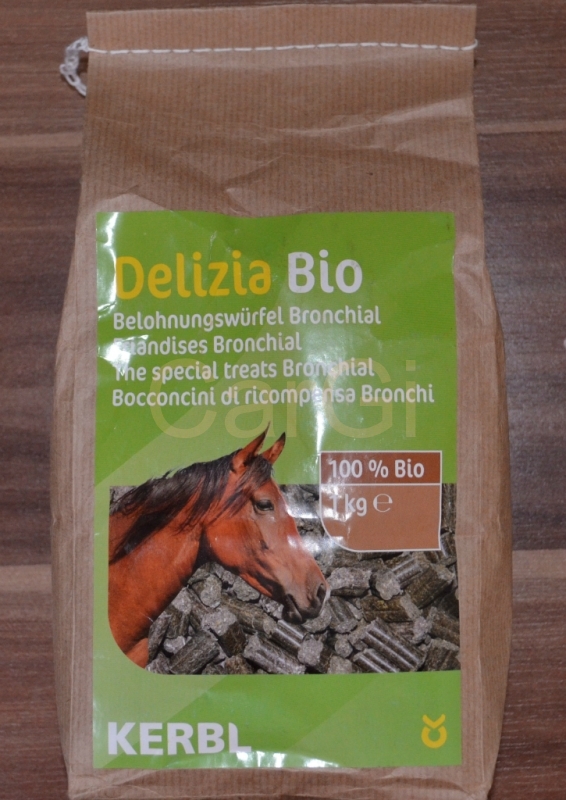 Delizia Bio
Belohnungswürfel Bronchial
Friandises Bronchial
The special treats Bronchial
Bocconcini di ricompensa Bronchi
CarGi
100 % Bio
1 kg ℮
KERBL